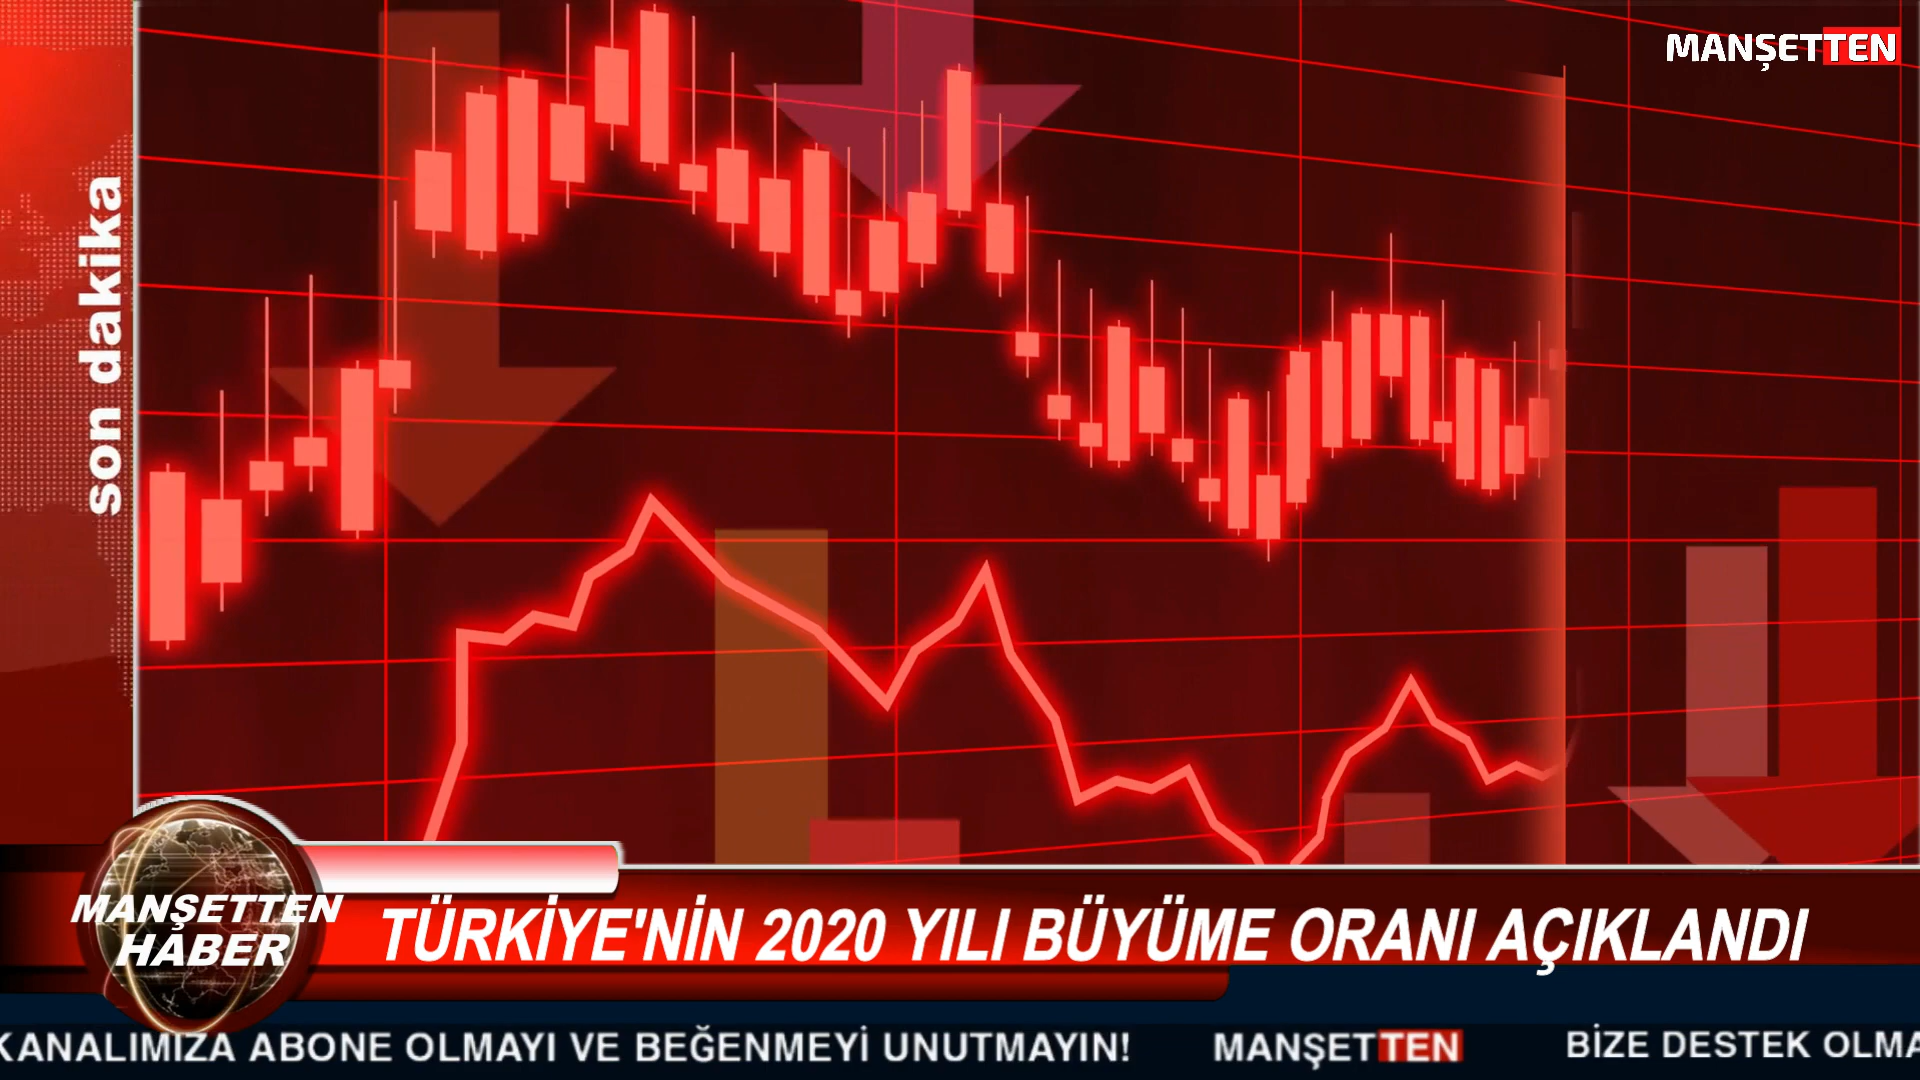 MANŞETTEN
son dakika
MANŞETTEN
HABER
TÜRKİYE'NİN 2020 YILI BÜYÜME ORANI AÇIKLANDI
KANALIMIZA ABONE OLMAYI VE BEĞENMEYİ UNUTMAYIN! MANŞETTEN BİZE DESTEK OLMA